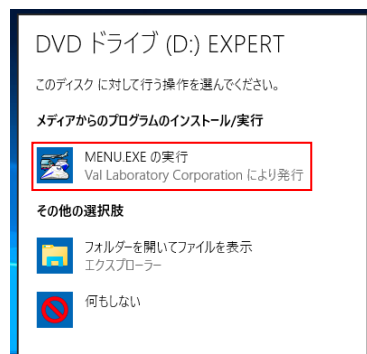 DVD ドライブ (D:) EXPERT
このディスク に対して行う操作を選んでください。
メディアからのプログラムのインストール/実行
MENU.EXE の実行
Val Laboratory Corporation により発行
その他の選択肢
フォルダーを開いてファイルを表示
エクスプローラー
何もしない